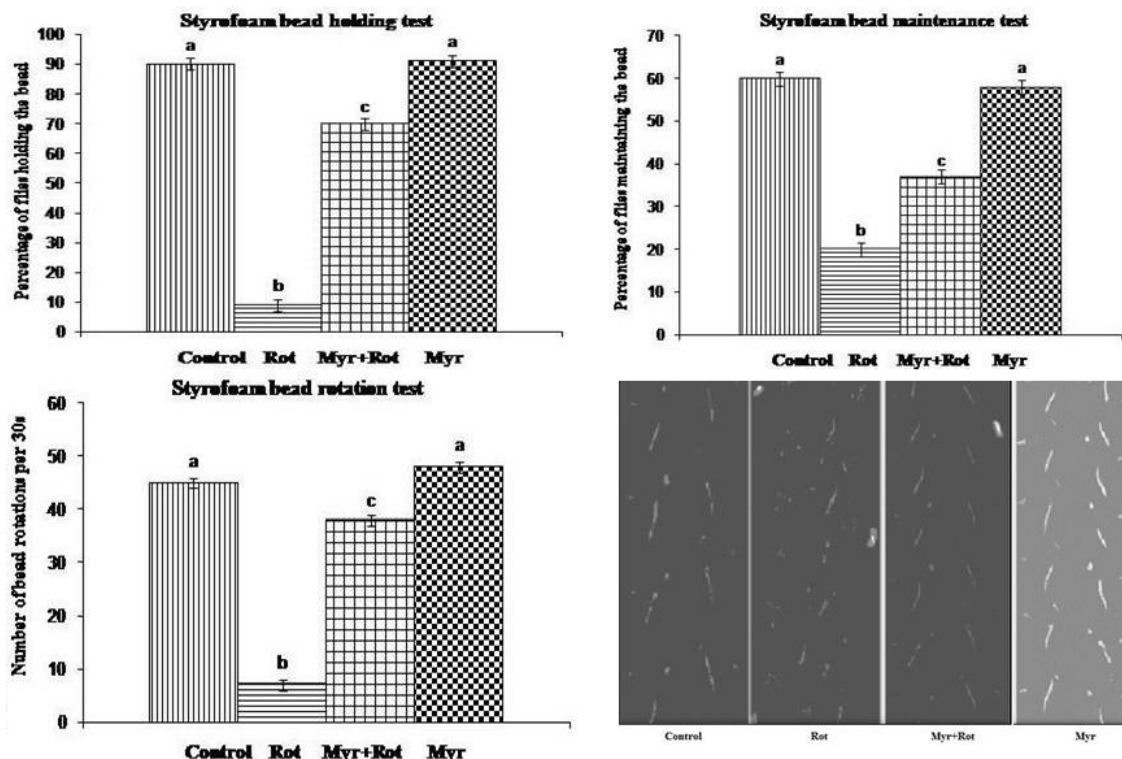 Styrofoam bead holding test
Percentage of flies holding the bead
100
90
80
70
60
50
40
30
20
10
0
a
b
c
a
Control Rot Myr+Rot Myr
Styrofoam bead maintenance test
Percentage of flies maintaining the bead
70
60
50
40
30
20
10
0
a
b
c
a
Control Rot Myr+Rot Myr
Styrofoam bead rotation test
Number of bead rotations per 30s
60
50
40
30
20
10
0
a
b
c
a
Control Rot Myr+Rot Myr
Control Rot Myr+Rot Myr